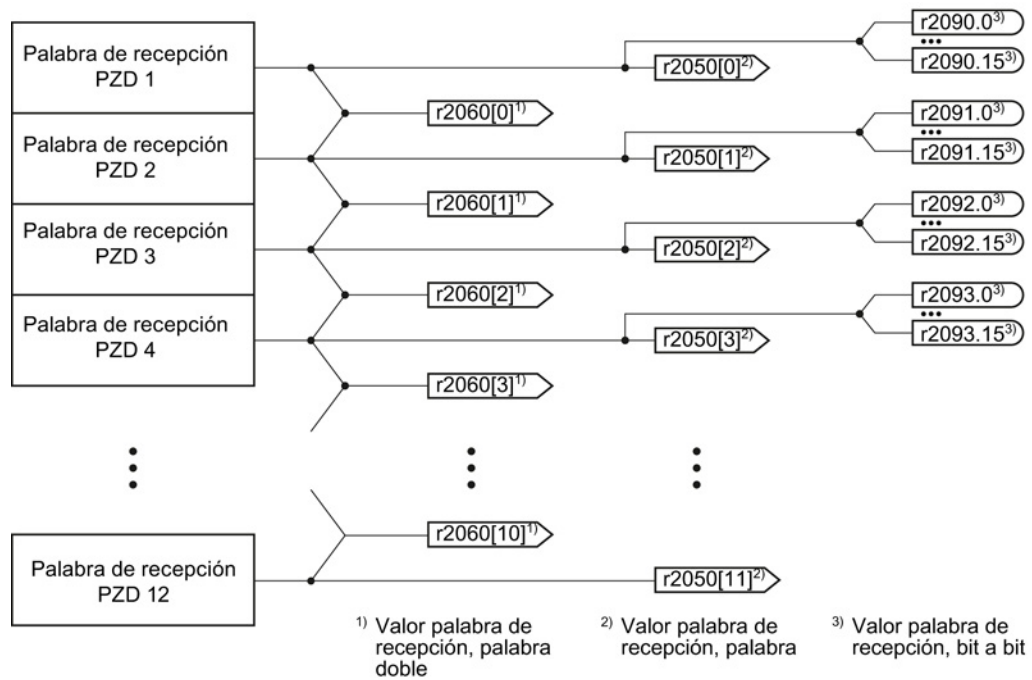 Palabra de recepción
PZD 1
Palabra de recepción
PZD 2
Palabra de recepción
PZD 3
Palabra de recepción
PZD 4
Palabra de recepción
PZD 12
r2060[0]1)
r2060[1]1)
r2060[2]1)
r2060[3]1)
r2060[10]1)
r2050[0]2)
r2050[1]2)
r2050[2]2)
r2050[3]2)
r2050[11]2)
r2090.03)
r2090.153)
r2091.03)
r2091.153)
r2092.03)
r2092.153)
r2093.03)
r2093.153)
1) Valor palabra de
recepción, palabra
doble
2) Valor palabra de
recepción, palabra
3) Valor palabra de
recepción, bit a bit